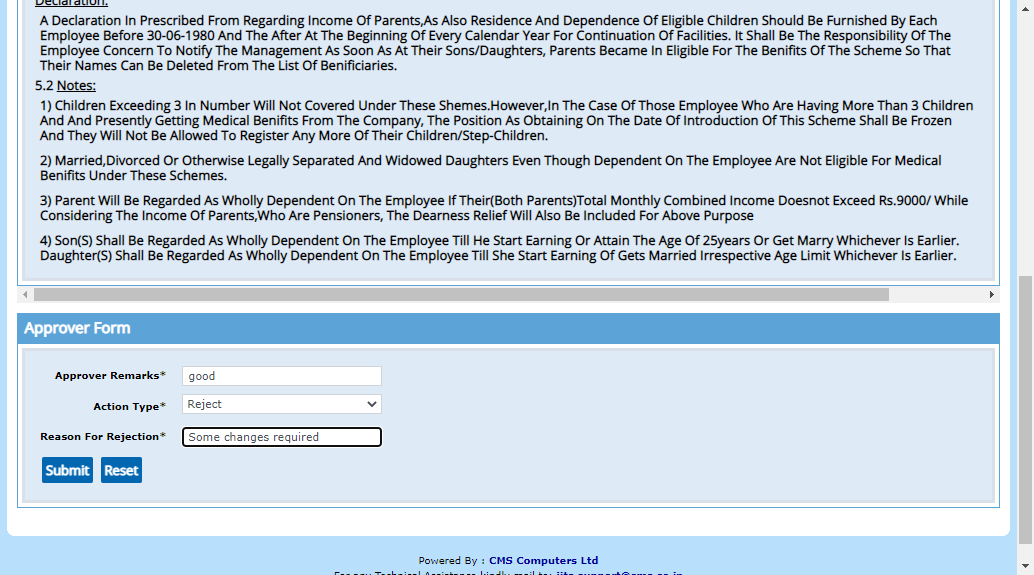 Declaration:
A Declaration In Prescribed From Regarding Income Of Parents,As Also Residence And Dependence Of Eligible Children Should Be Furnished By Each
Employee Before 30-06-1980 And The After At The Beginning Of Every Calendar Year For Continuation Of Facilities. It Shall Be The Responsibility Of The
Employee Concern To Notify The Management As Soon As At Their Sons/Daughters, Parents Became In Eligible For The Benifits Of The Scheme So That
Their Names Can Be Deleted From The List Of Benificiaries.
5.2 Notes:
1) Children Exceeding 3 In Number Will Not Covered Under These Shemes.However,In The Case Of Those Employee Who Are Having More Than 3 Children
And And Presently Getting Medical Benifits From The Company, The Position As Obtaining On The Date Of Introduction Of This Scheme Shall Be Frozen
And They Will Not Be Allowed To Register Any More Of Their Children/Step-Children.
2) Married,Divorced Or Otherwise Legally Separated And Widowed Daughters Even Though Dependent On The Employee Are Not Eligible For Medical
Benifits Under These Schemes.
3) Parent Will Be Regarded As Wholly Dependent On The Employee If Their(Both Parents)Total Monthly Combined Income Doesnot Exceed Rs.9000/ While
Considering The Income Of Parents,Who Are Pensioners, The Dearness Relief Will Also Be Included For Above Purpose
4) Son(S) Shall Be Regarded As Wholly Dependent On The Employee Till He Start Earning Or Attain The Age Of 25years Or Get Marry Whichever Is Earlier.
Daughter(S) Shall Be Regarded As Wholly Dependent On The Employee Till She Start Earning Of Gets Married Irrespective Age Limit Whichever Is Earlier.
Approver Form
Approver Remarks* good
Action Type* Reject
Reason For Rejection* Some changes required
Submit Reset
Powered By : CMS Computers Ltd
For any Technical Assistance kindly mail to: